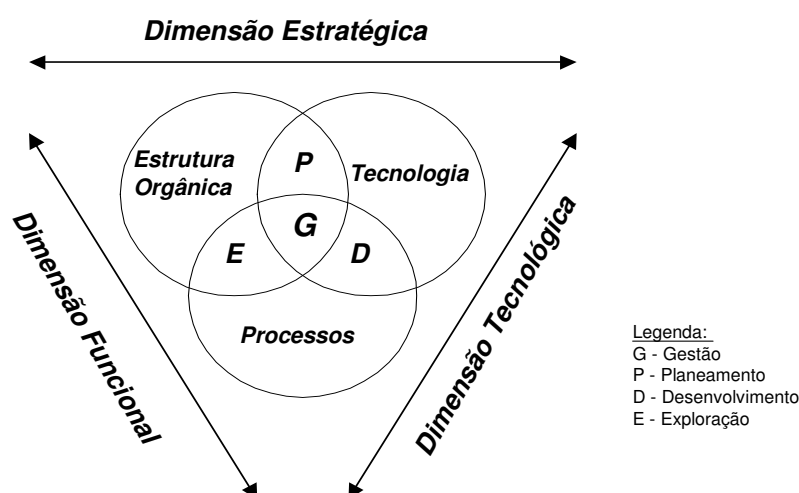 Dimensão Estratégica
Estrutura
Orgânica
P
Tecnologia
G
E
D
Processos
Dimensão Funcional
Dimensão Tecnológica
Legenda:
G - Gestão
P - Planeamento
D - Desenvolvimento
E - Exploração